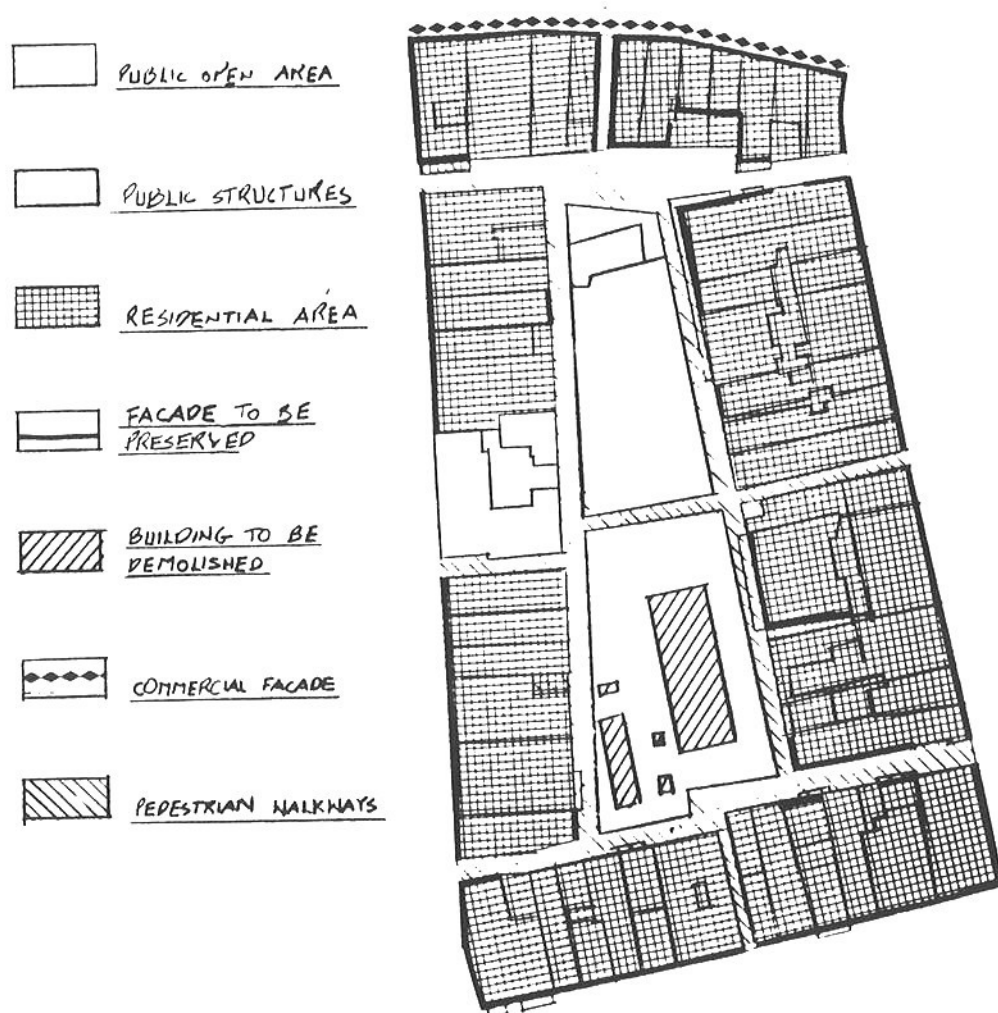 PUBLIC OPEN AREA
PUBLIC STRUCTURES
RESIDENTIAL AREA
FACADE TO BE
PRESERVED
BUILDING TO BE
DEMOLISHED
COMMERCIAL FACADE
PEDESTRIAN WALKWAYS